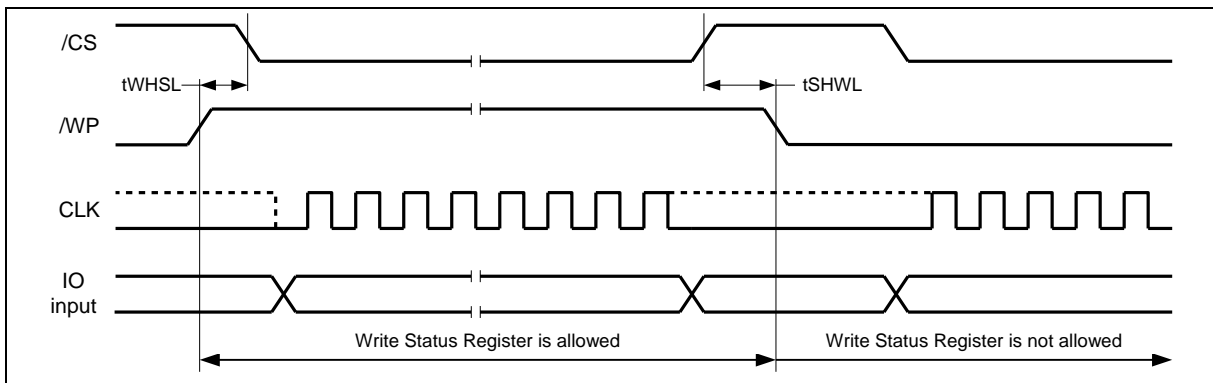 /CS
tWHSL
tSHWL
/WP
CLK
IO
input
Write Status Register is allowed
Write Status Register is not allowed